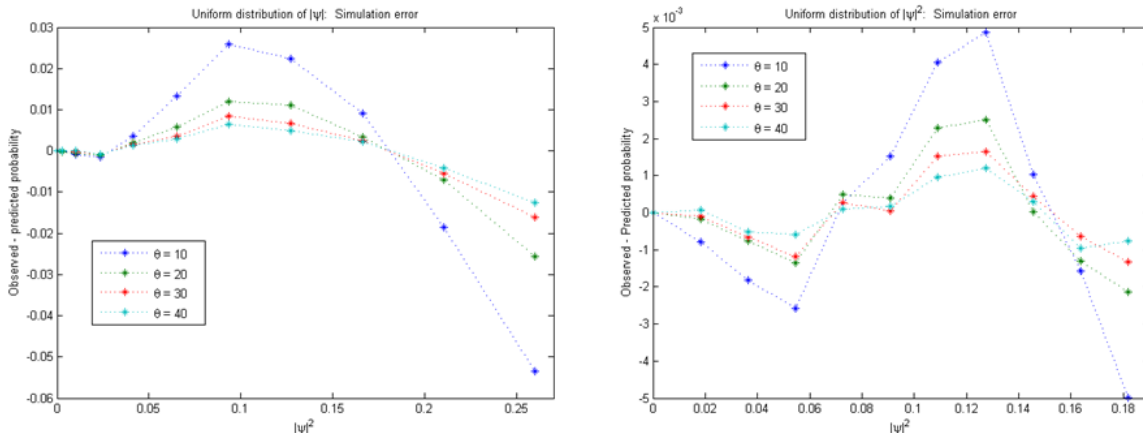 Uniform distribution of |ψ|: Simulation error
0.03
0.02
0.01
0
-0.01
-0.02
-0.03
-0.04
-0.05
-0.06
Observed - predicted probability
θ = 10
θ = 20
θ = 30
θ = 40
0
0.05
0.1
0.15
0.2
0.25
|ψ|²
Uniform distribution of |ψ|²: Simulation error
x 10⁻³
5
4
3
2
1
0
-1
-2
-3
-4
-5
Observed - Predicted probability
θ = 10
θ = 20
θ = 30
θ = 40
0
0.02
0.04
0.06
0.08
0.1
0.12
0.14
0.16
0.18
|ψ|²